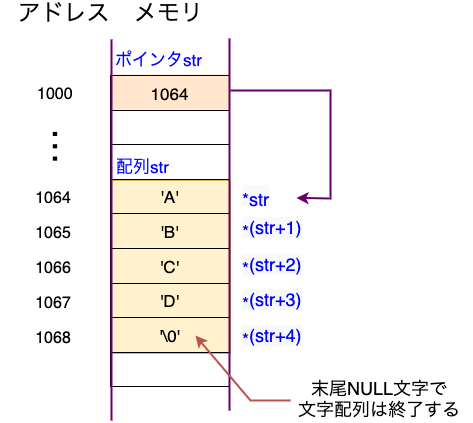 アドレス メモリ
ポインタstr
1000 1064
配列str
1064 'A' *str
1065 'B' *(str+1)
1066 'C' *(str+2)
1067 'D' *(str+3)
1068 '\0' *(str+4)
末尾NULL文字で
文字配列は終了する